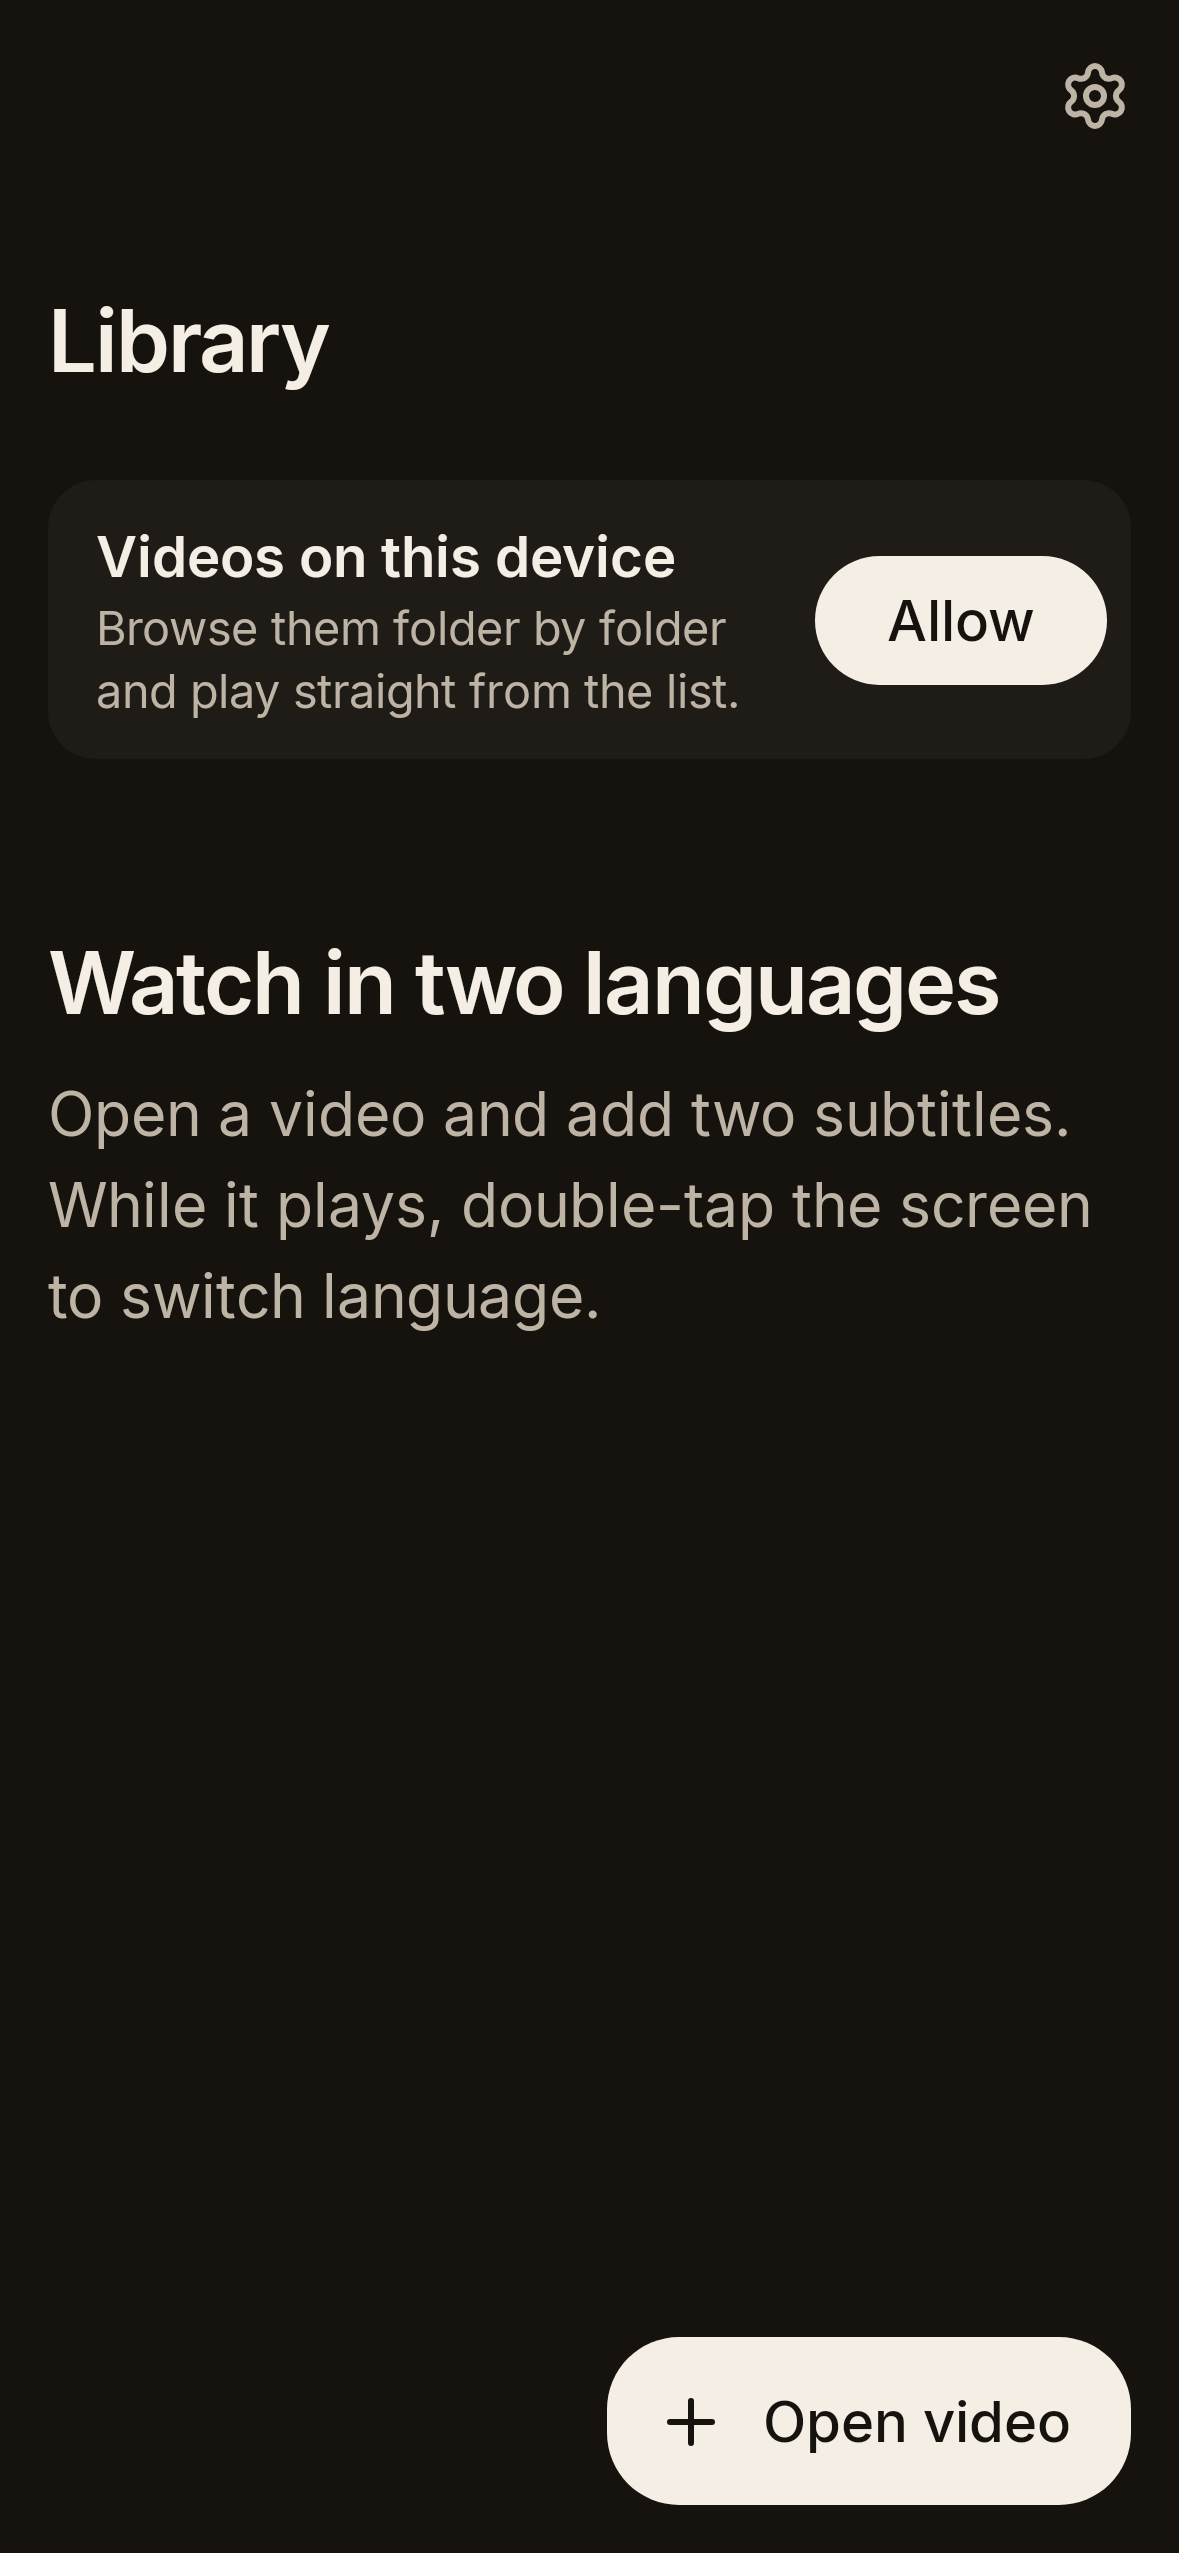 Library
Videos on this device
Browse them folder by folder
and play straight from the list.
Allow
Watch in two languages
Open a video and add two subtitles.
While it plays, double-tap the screen
to switch language.
Open video